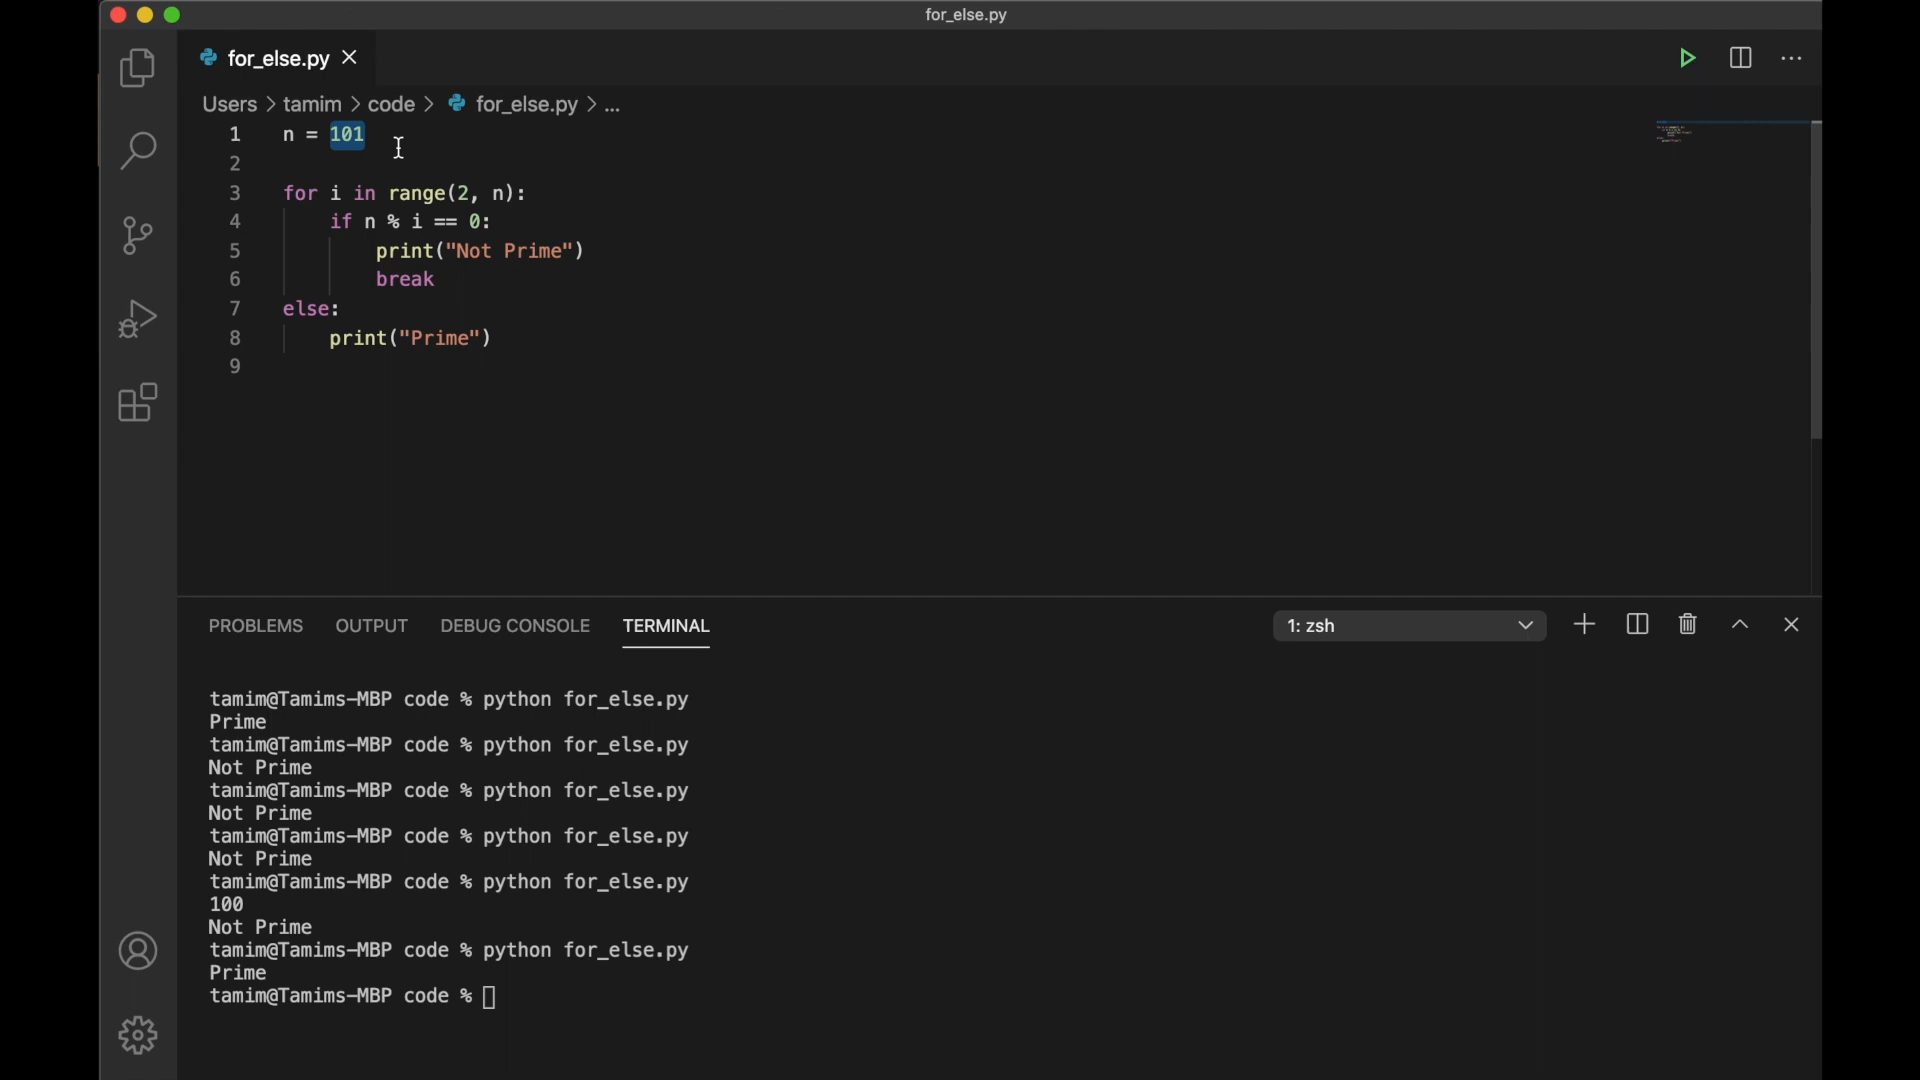 for_else.py
for_else.py
Users > tamim > code > for_else.py > ...
1 n = 101
2
3 for i in range(2, n):
4 if n % i == 0:
5 print("Not Prime")
6 break
7 else:
8 print("Prime")
9
PROBLEMS OUTPUT DEBUG CONSOLE TERMINAL 1: zsh
tamim@Tamims-MBP code % python for_else.py
Prime
tamim@Tamims-MBP code % python for_else.py
Not Prime
tamim@Tamims-MBP code % python for_else.py
Not Prime
tamim@Tamims-MBP code % python for_else.py
Not Prime
tamim@Tamims-MBP code % python for_else.py
100
Not Prime
tamim@Tamims-MBP code % python for_else.py
Prime
tamim@Tamims-MBP code %